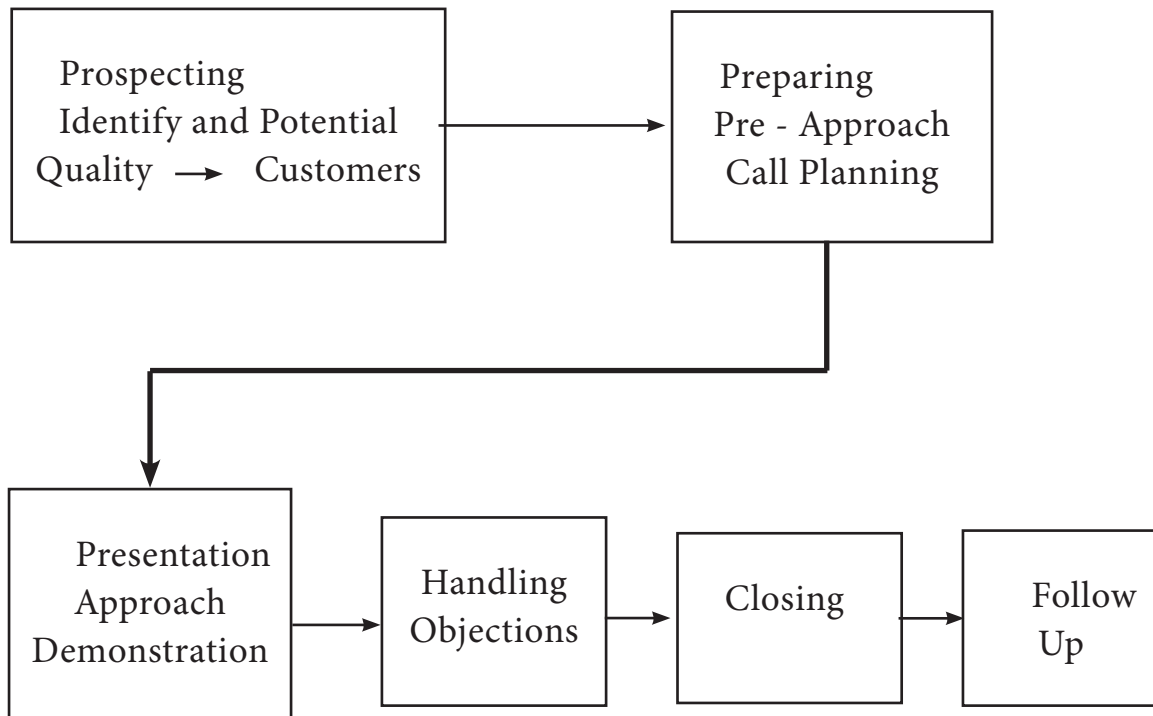 Prospecting
Identify and Potential
Quality → Customers
Preparing
Pre - Approach
Call Planning
Presentation
Approach
Demonstration
Handling
Objections
Closing
Follow
Up